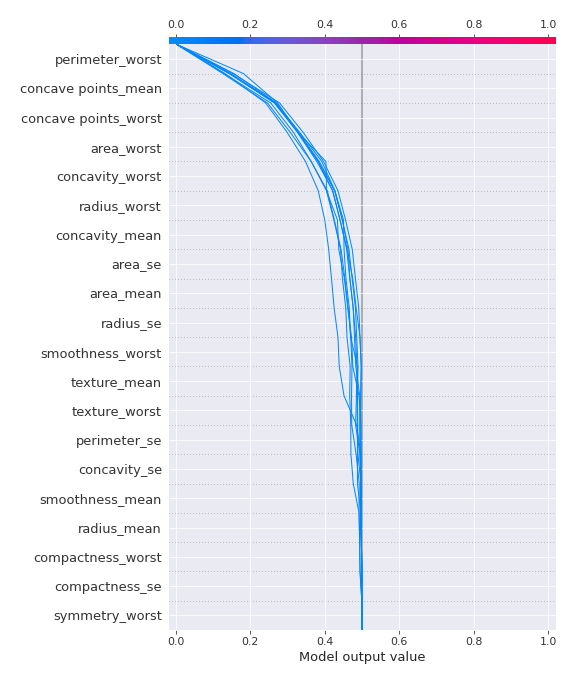 0.0 0.2 0.4 0.6 0.8 1.0
perimeter_worst
concave points_mean
concave points_worst
area_worst
concavity_worst
radius_worst
concavity_mean
area_se
area_mean
radius_se
smoothness_worst
texture_mean
texture_worst
perimeter_se
concavity_se
smoothness_mean
radius_mean
compactness_worst
compactness_se
symmetry_worst
0.0 0.2 0.4 0.6 0.8 1.0
Model output value